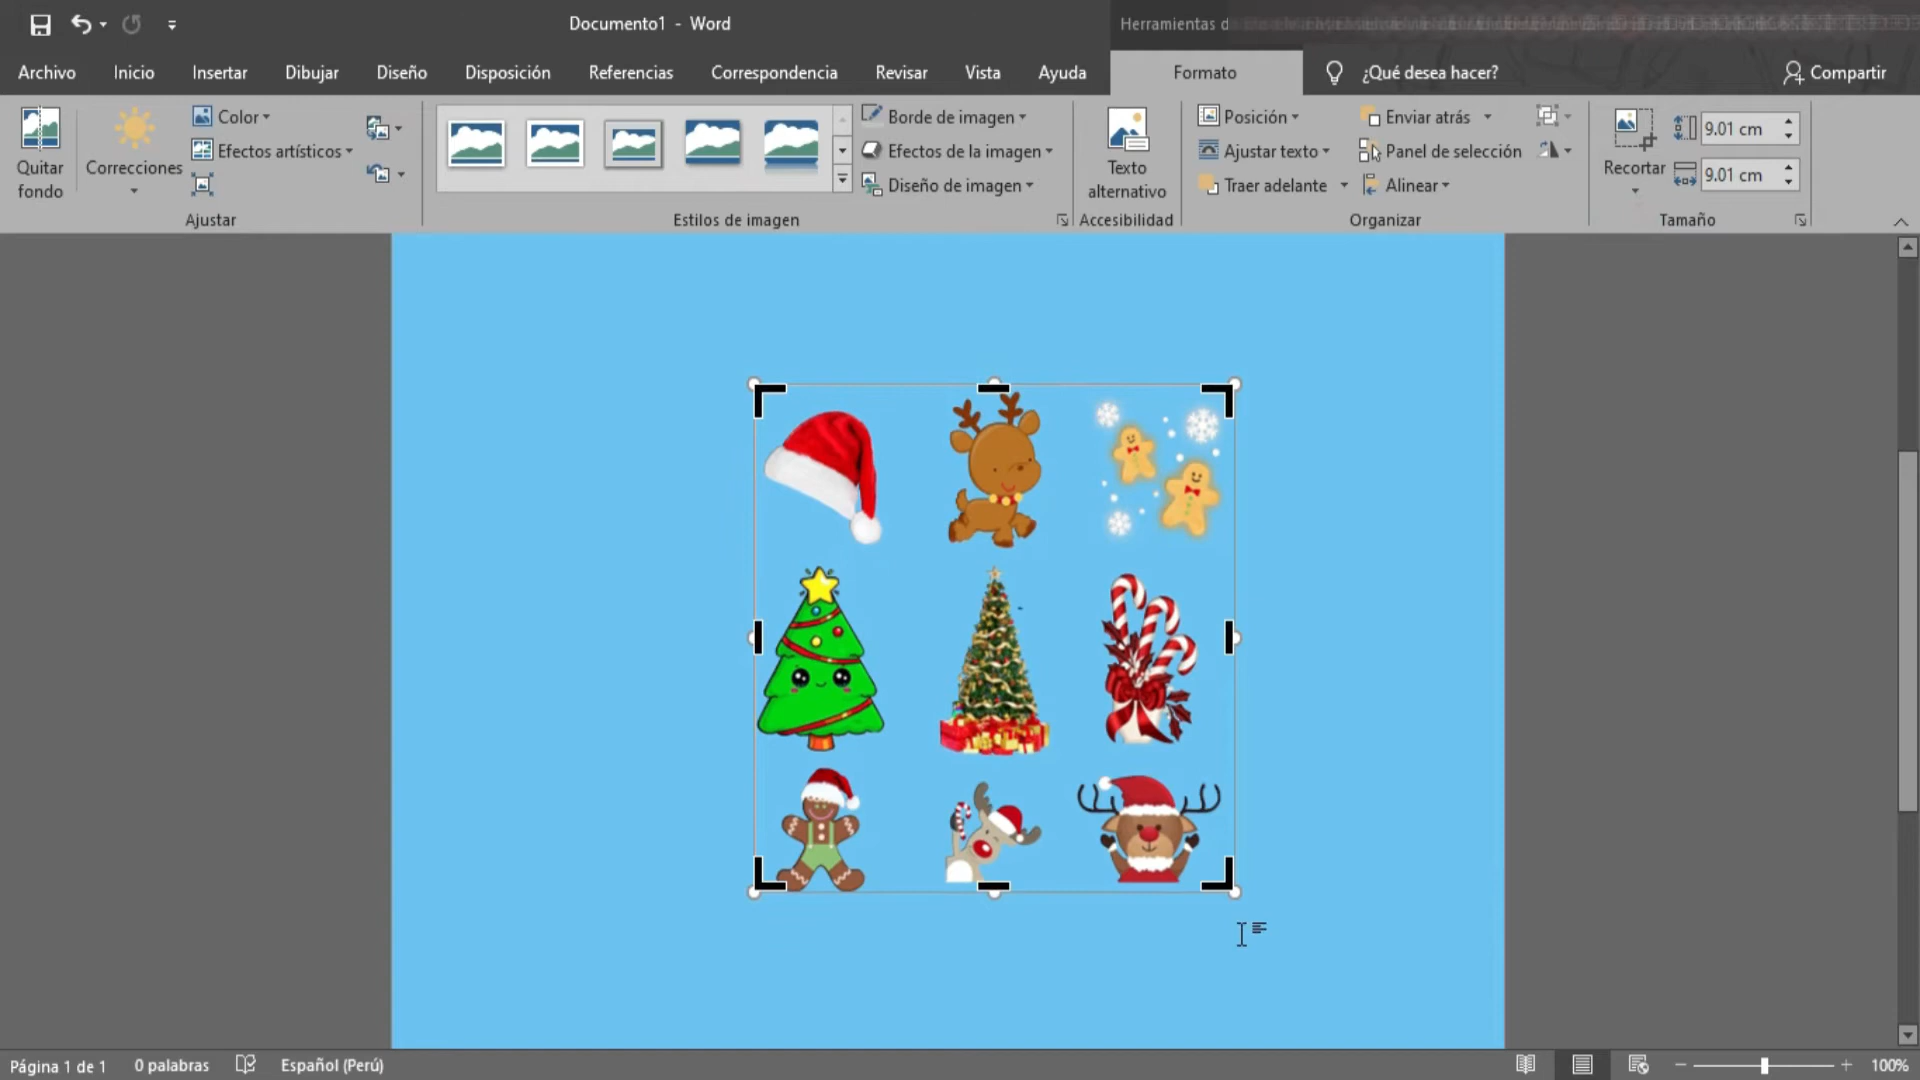 Documento1 - Word
Herramientas d
Archivo Inicio Insertar Dibujar Diseño Disposición Referencias Correspondencia Revisar Vista Ayuda Formato ¿Qué desea hacer? Compartir
Quitar fondo
Correcciones
Color
Efectos artísticos
Ajustar
Estilos de imagen
Borde de imagen
Efectos de la imagen
Diseño de imagen
Texto alternativo
Accesibilidad
Posición
Ajustar texto
Traer adelante
Enviar atrás
Panel de selección
Alinear
Organizar
Recortar
9.01 cm
9.01 cm
Tamaño
Página 1 de 1 0 palabras Español (Perú) 100%